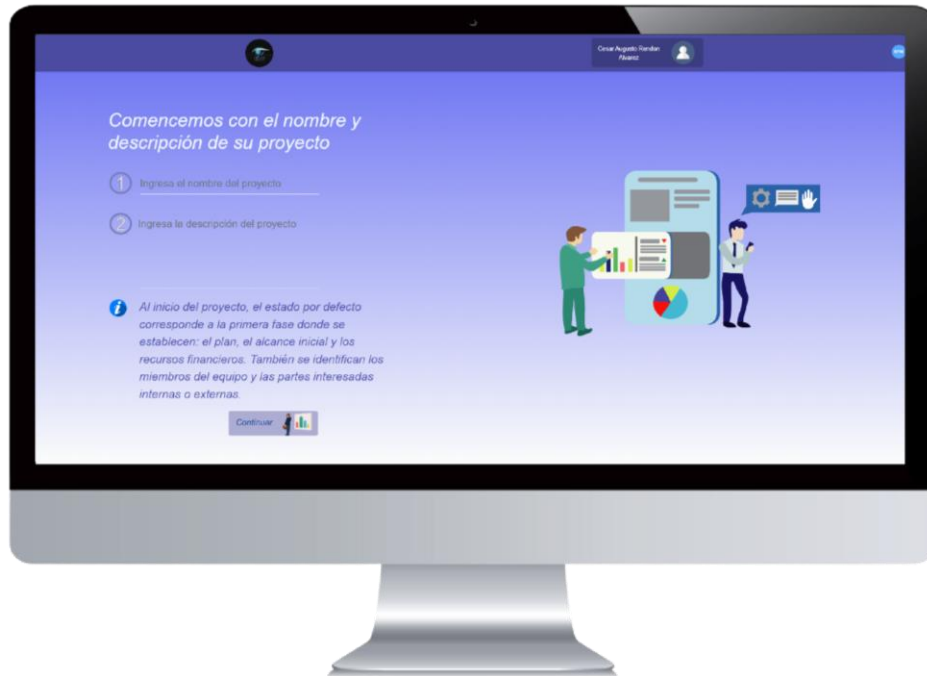 Cesar Augusto Rendon
Alvarez
Comencemos con el nombre y
descripción de su proyecto
1 Ingresa el nombre del proyecto
2 Ingresa la descripción del proyecto
i Al inicio del proyecto, el estado por defecto
corresponde a la primera fase donde se
establecen: el plan, el alcance inicial y los
recursos financieros. También se identifican los
miembros del equipo y las partes interesadas
internas o externas.
Continuar